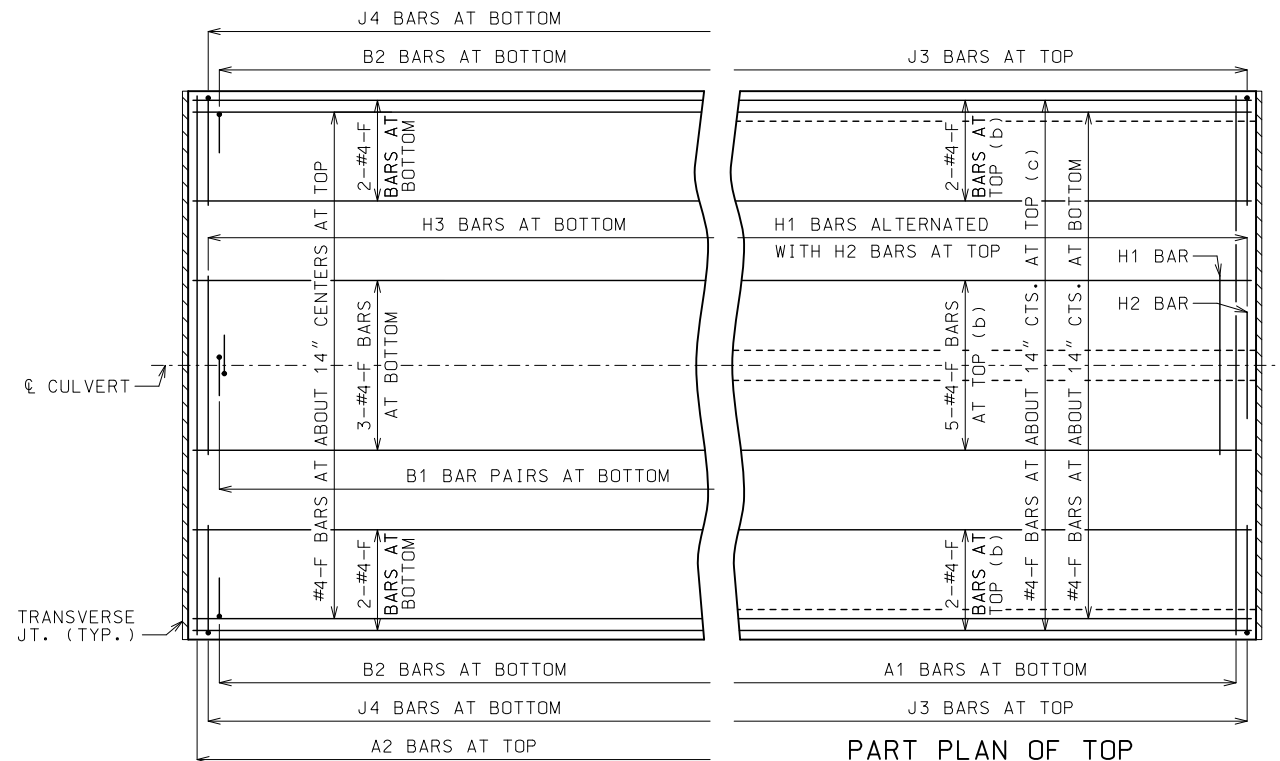 J4 BARS AT BOTTOM
B2 BARS AT BOTTOM
J3 BARS AT TOP
2-#4-F
BARS AT
BOTTOM
2-#4-F
BARS AT
TOP (b)
#4-F BARS AT ABOUT 14" CENTERS AT TOP
#4-F BARS AT ABOUT 14" CTS. AT TOP (c)
#4-F BARS AT ABOUT 14" CTS. AT BOTTOM
H3 BARS AT BOTTOM
H1 BARS ALTERNATED
WITH H2 BARS AT TOP
H1 BAR
H2 BAR
3-#4-F BARS
AT BOTTOM
5-#4-F BARS
AT TOP (b)
℄ CULVERT
B1 BAR PAIRS AT BOTTOM
2-#4-F
BARS AT
BOTTOM
2-#4-F
BARS AT
TOP (b)
TRANSVERSE
JT. (TYP.)
B2 BARS AT BOTTOM
A1 BARS AT BOTTOM
J4 BARS AT BOTTOM
J3 BARS AT TOP
A2 BARS AT TOP
PART PLAN OF TOP